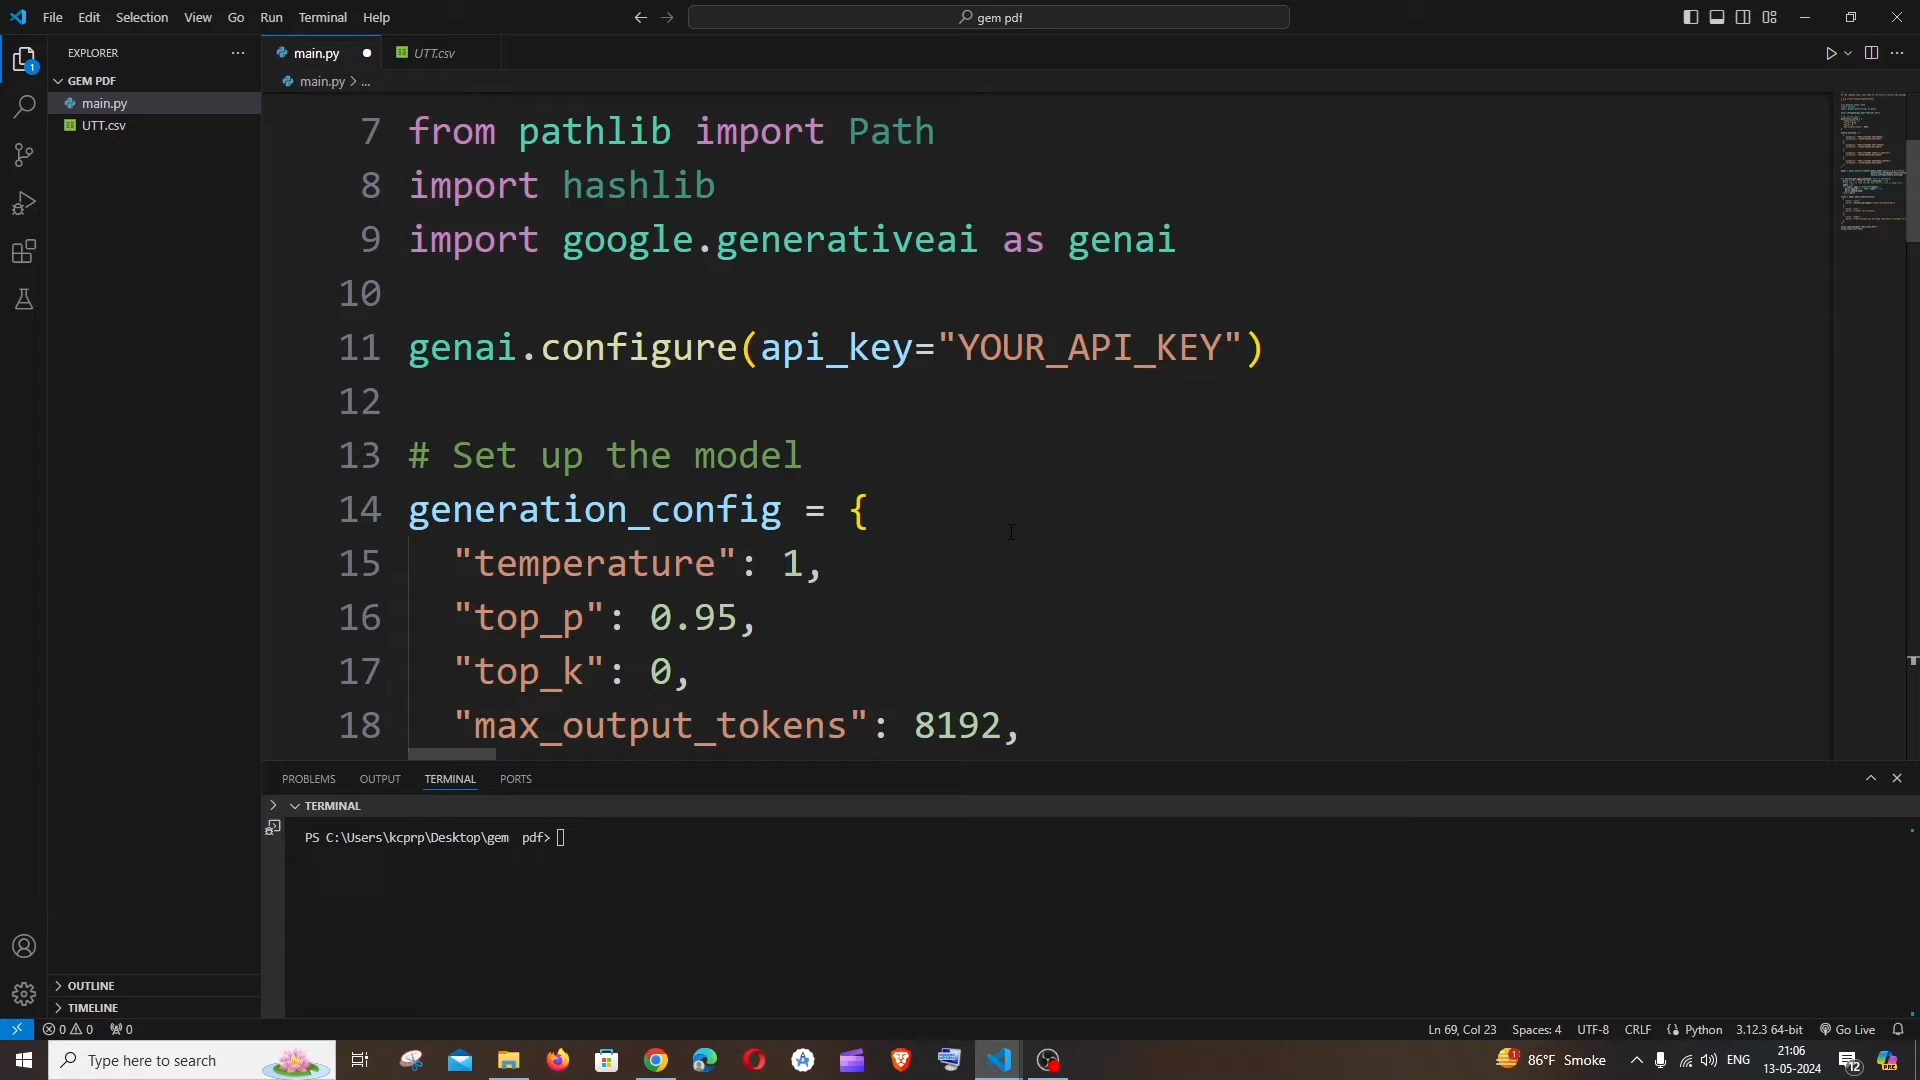 File Edit Selection View Go Run Terminal Help
gem pdf
EXPLORER
main.py
UTT.csv
GEM PDF
main.py > ...
main.py
UTT.csv
7 from pathlib import Path
8 import hashlib
9 import google.generativeai as genai
10
11 genai.configure(api_key="YOUR_API_KEY")
12
13 # Set up the model
14 generation_config = {
15 "temperature": 1,
16 "top_p": 0.95,
17 "top_k": 0,
18 "max_output_tokens": 8192,
PROBLEMS OUTPUT TERMINAL PORTS
TERMINAL
PS C:\Users\kcprp\Desktop\gem  pdf>
OUTLINE
TIMELINE
0 0 0
Ln 69, Col 23 Spaces: 4 UTF-8 CRLF Python 3.12.3 64-bit Go Live
Type here to search
86°F Smoke ENG
21:06
13-05-2024
12